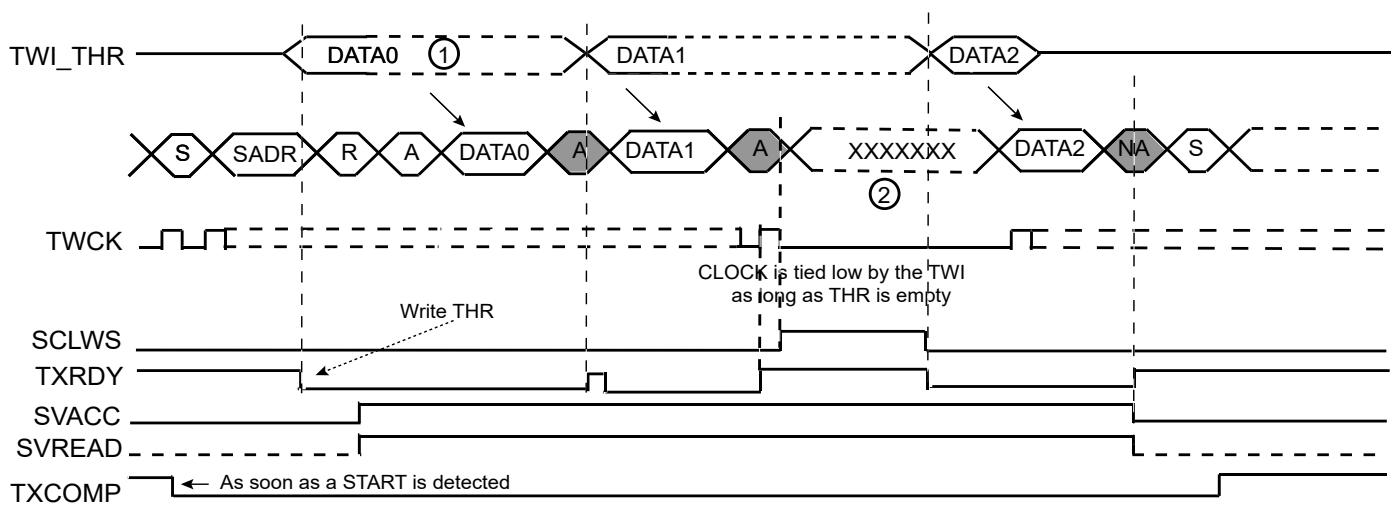 TWI_THR DATA0 1 DATA1 DATA2
S SADR R A DATA0 A DATA1 A XXXXXXX DATA2 NA S
2
TWCK
CLOCK is tied low by the TWI
as long as THR is empty
Write THR
SCLWS
TXRDY
SVACC
SVREAD
As soon as a START is detected
TXCOMP